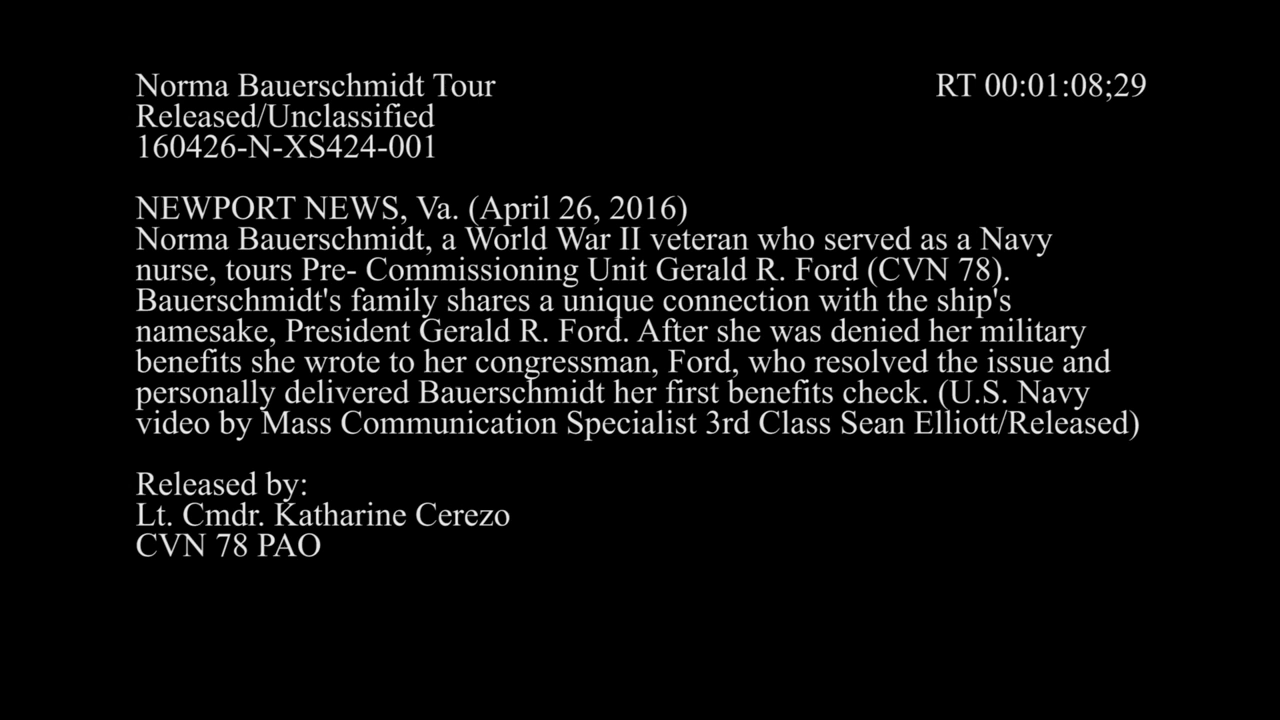 Norma Bauerschmidt Tour
RT 00:01:08;29
Released/Unclassified
160426-N-XS424-001
NEWPORT NEWS, Va. (April 26, 2016)
Norma Bauerschmidt, a World War II veteran who served as a Navy
nurse, tours Pre- Commissioning Unit Gerald R. Ford (CVN 78).
Bauerschmidt's family shares a unique connection with the ship's
namesake, President Gerald R. Ford. After she was denied her military
benefits she wrote to her congressman, Ford, who resolved the issue and
personally delivered Bauerschmidt her first benefits check. (U.S. Navy
video by Mass Communication Specialist 3rd Class Sean Elliott/Released)
Released by:
Lt. Cmdr. Katharine Cerezo
CVN 78 PAO